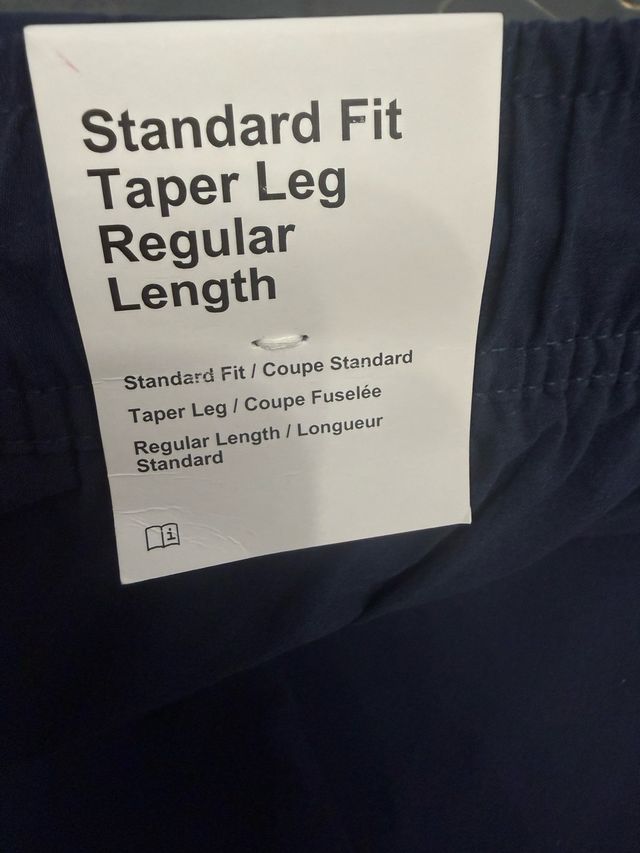 Standard Fit
Taper Leg
Regular
Length
Standard Fit / Coupe Standard
Taper Leg / Coupe Fuselée
Regular Length / Longueur
Standard
i